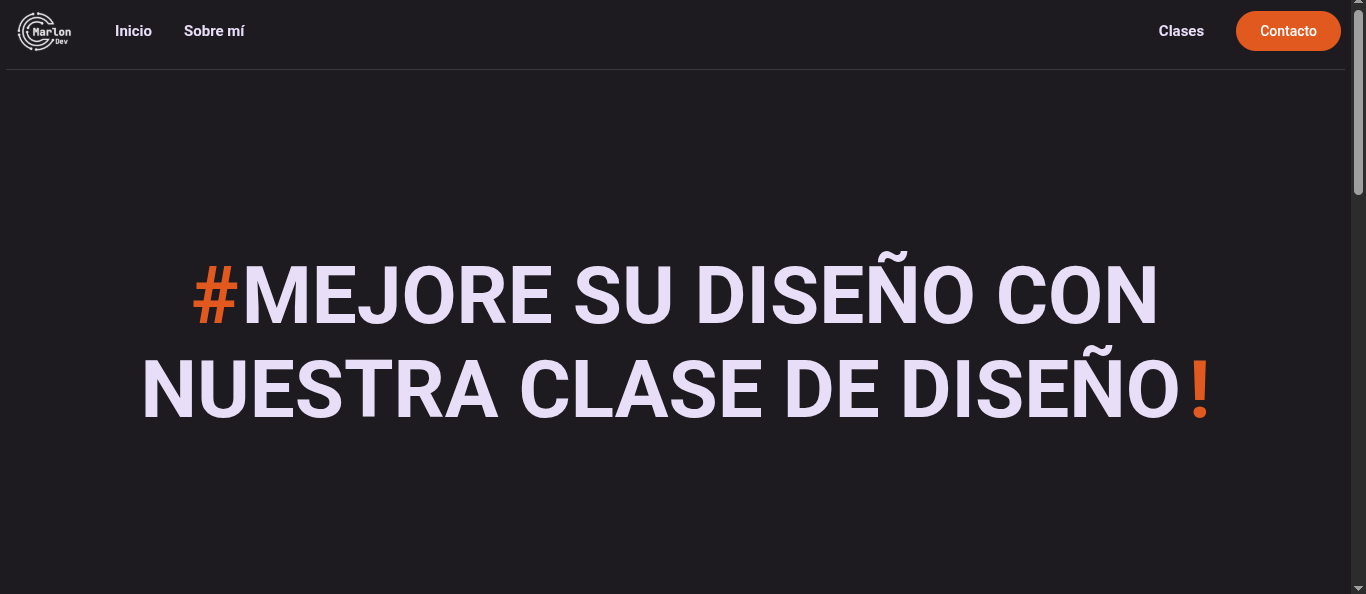 Marlon
Dev
Inicio
Sobre mí
Clases
Contacto
#MEJORE SU DISEÑO CON
NUESTRA CLASE DE DISEÑO!